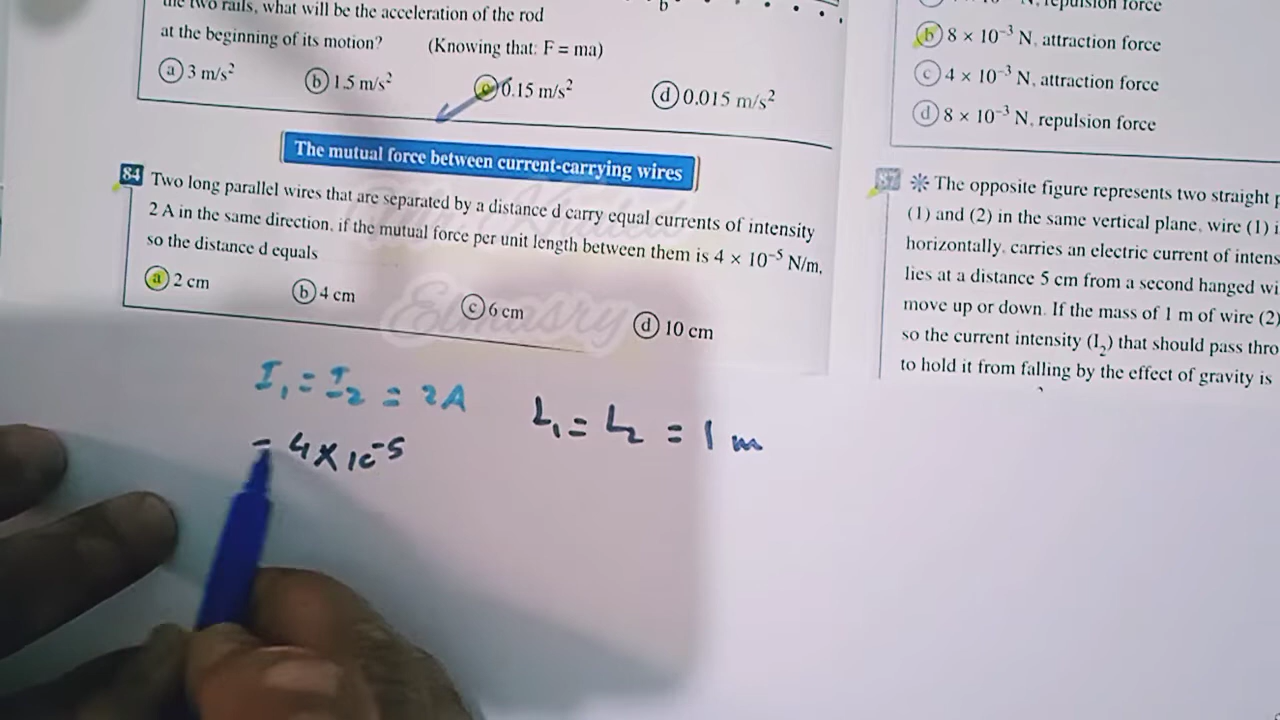 the two rails, what will be the acceleration of the rod
at the beginning of its motion? (Knowing that: F = ma)
ⓐ 3 m/s² ⓑ 1.5 m/s² ⓒ 0.15 m/s² ⓓ 0.015 m/s²
b
The mutual force between current-carrying wires
84 Two long parallel wires that are separated by a distance d carry equal currents of intensity
2 A in the same direction, if the mutual force per unit length between them is 4 × 10⁻⁵ N/m,
so the distance d equals
ⓐ 2 cm ⓑ 4 cm ⓒ 6 cm ⓓ 10 cm
Elmasry
I₁ = I₂ = 2A L₁ = L₂ = 1 m
= 4×10⁻⁵
N, repulsion force
ⓑ 8 × 10⁻³ N, attraction force
ⓒ 4 × 10⁻³ N, attraction force
ⓓ 8 × 10⁻³ N, repulsion force
87 ✳ The opposite figure represents two straight p
(1) and (2) in the same vertical plane, wire (1) i
horizontally, carries an electric current of intens
lies at a distance 5 cm from a second hanged wi
move up or down. If the mass of 1 m of wire (2)
so the current intensity (I₂) that should pass thro
to hold it from falling by the effect of gravity is